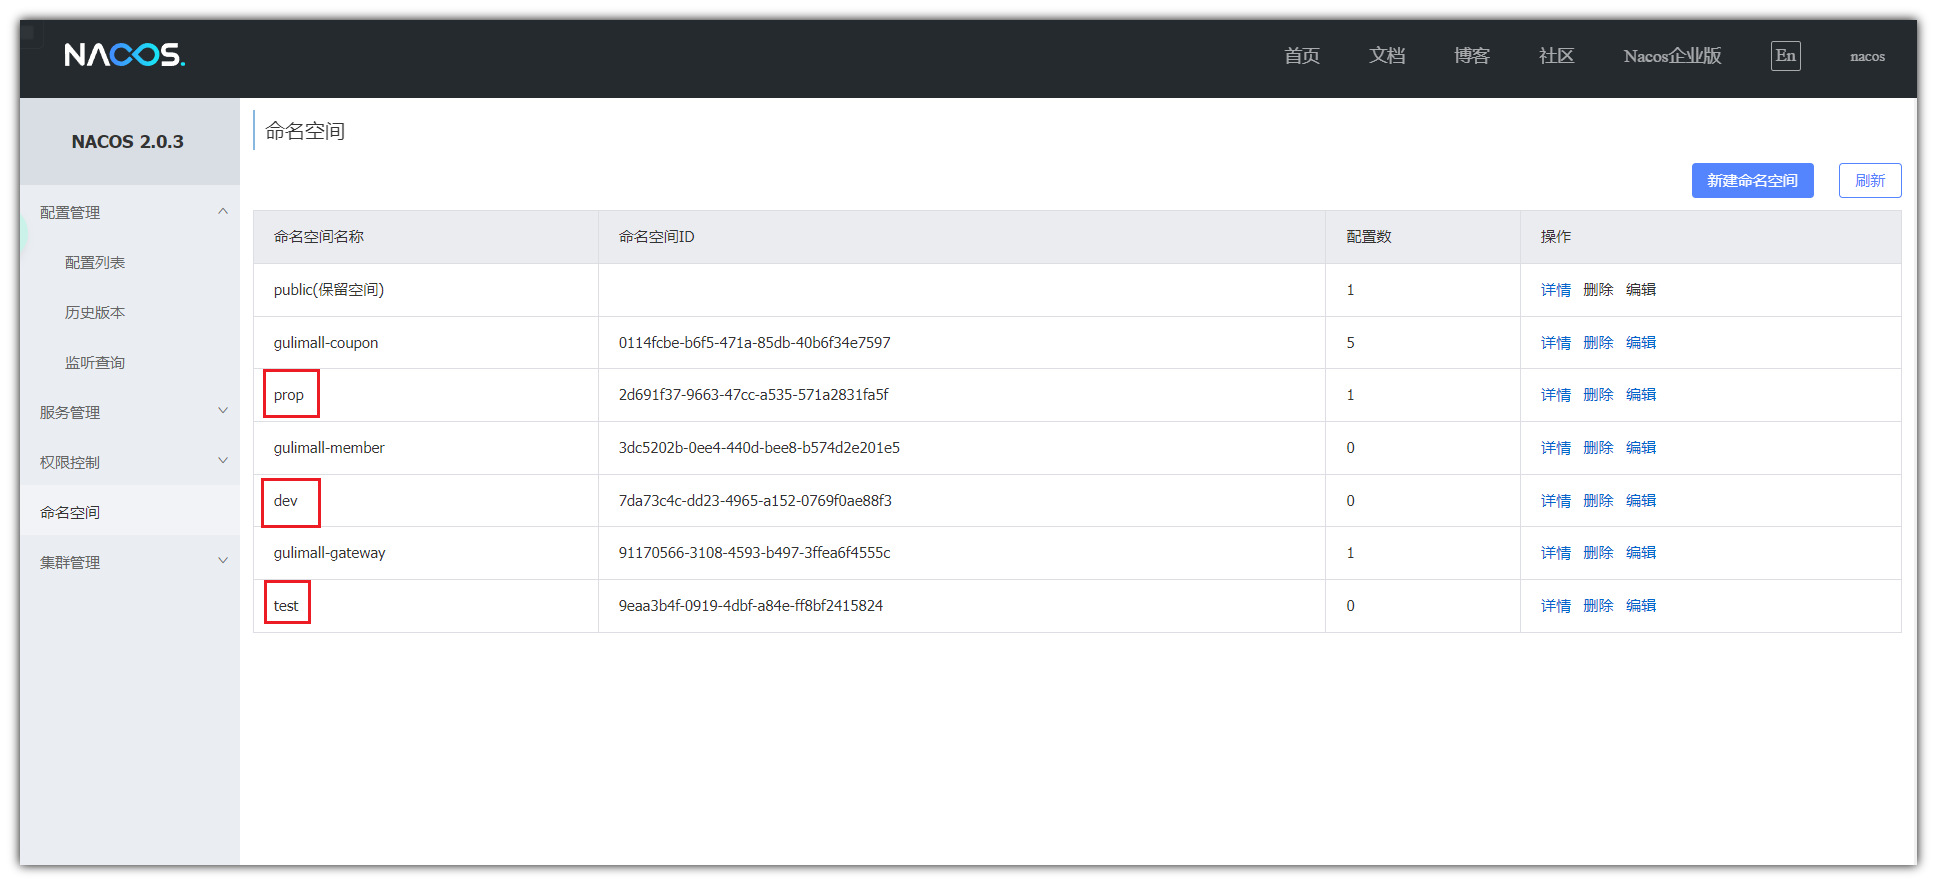 NACOS. 首页 文档 博客 社区 Nacos企业版 En nacos
NACOS 2.0.3
配置管理
配置列表
历史版本
监听查询
服务管理
权限控制
命名空间
集群管理
命名空间
新建命名空间 刷新
命名空间名称 命名空间ID 配置数 操作
public(保留空间) 1 详情 删除 编辑
gulimall-coupon 0114fcbe-b6f5-471a-85db-40b6f34e7597 5 详情 删除 编辑
prop 2d691f37-9663-47cc-a535-571a2831fa5f 1 详情 删除 编辑
gulimall-member 3dc5202b-0ee4-440d-bee8-b574d2e201e5 0 详情 删除 编辑
dev 7da73c4c-dd23-4965-a152-0769f0ae88f3 0 详情 删除 编辑
gulimall-gateway 91170566-3108-4593-b497-3ffea6f4555c 1 详情 删除 编辑
test 9eaa3b4f-0919-4dbf-a84e-ff8bf2415824 0 详情 删除 编辑